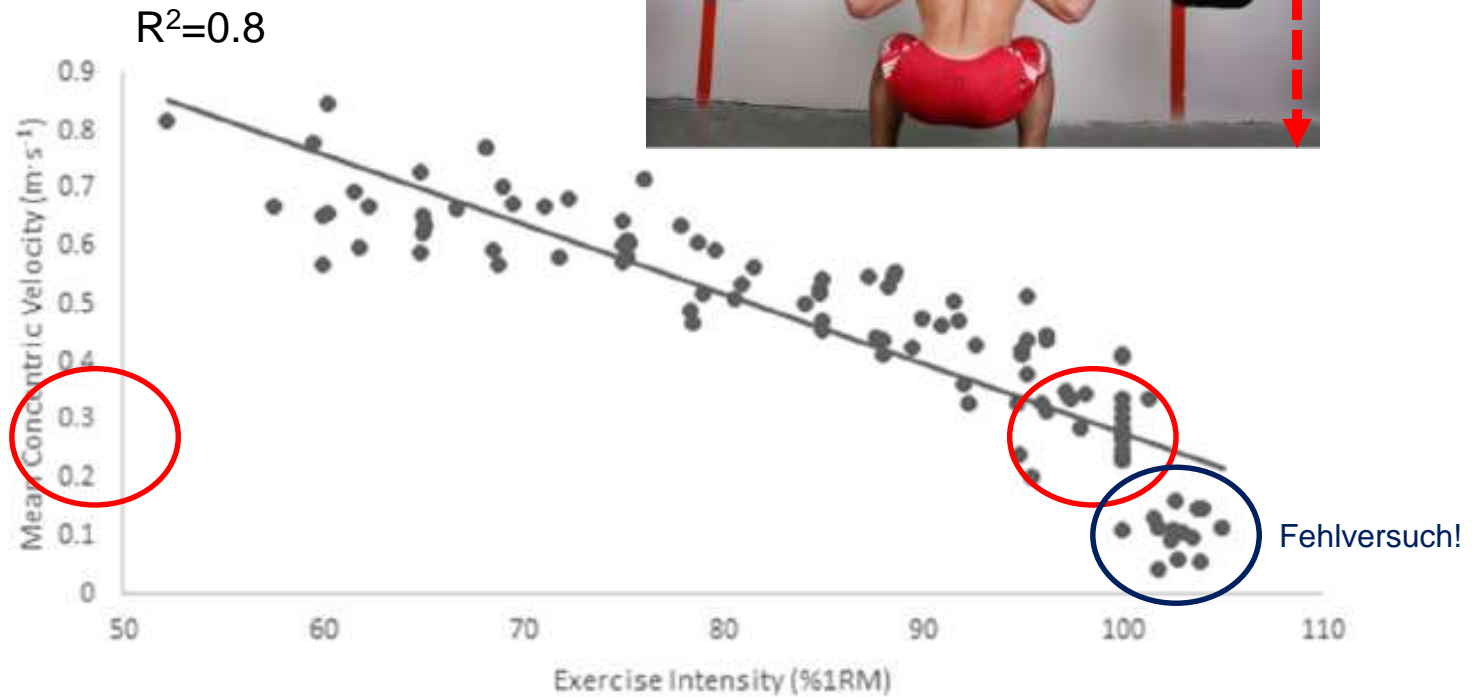 R²=0.8
Mean Concentric Velocity (m·s⁻¹)
0.9
0.8
0.7
0.6
0.5
0.4
0.3
0.2
0.1
0
Fehlversuch!
50 60 70 80 90 100 110
Exercise Intensity (%1RM)